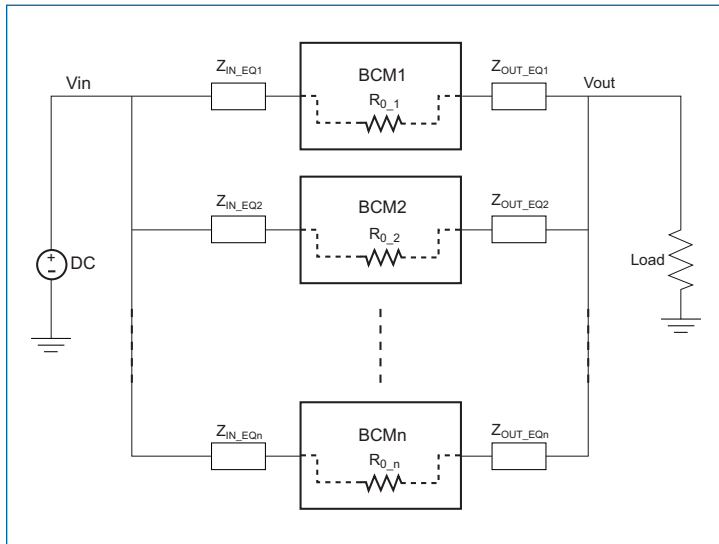 Z_IN_EQ1 BCM1 Z_OUT_EQ1
Vin Vout
R_0_1
Z_IN_EQ2 BCM2 Z_OUT_EQ2
R_0_2
+
− DC
Load
Z_IN_EQn BCMn Z_OUT_EQn
R_0_n